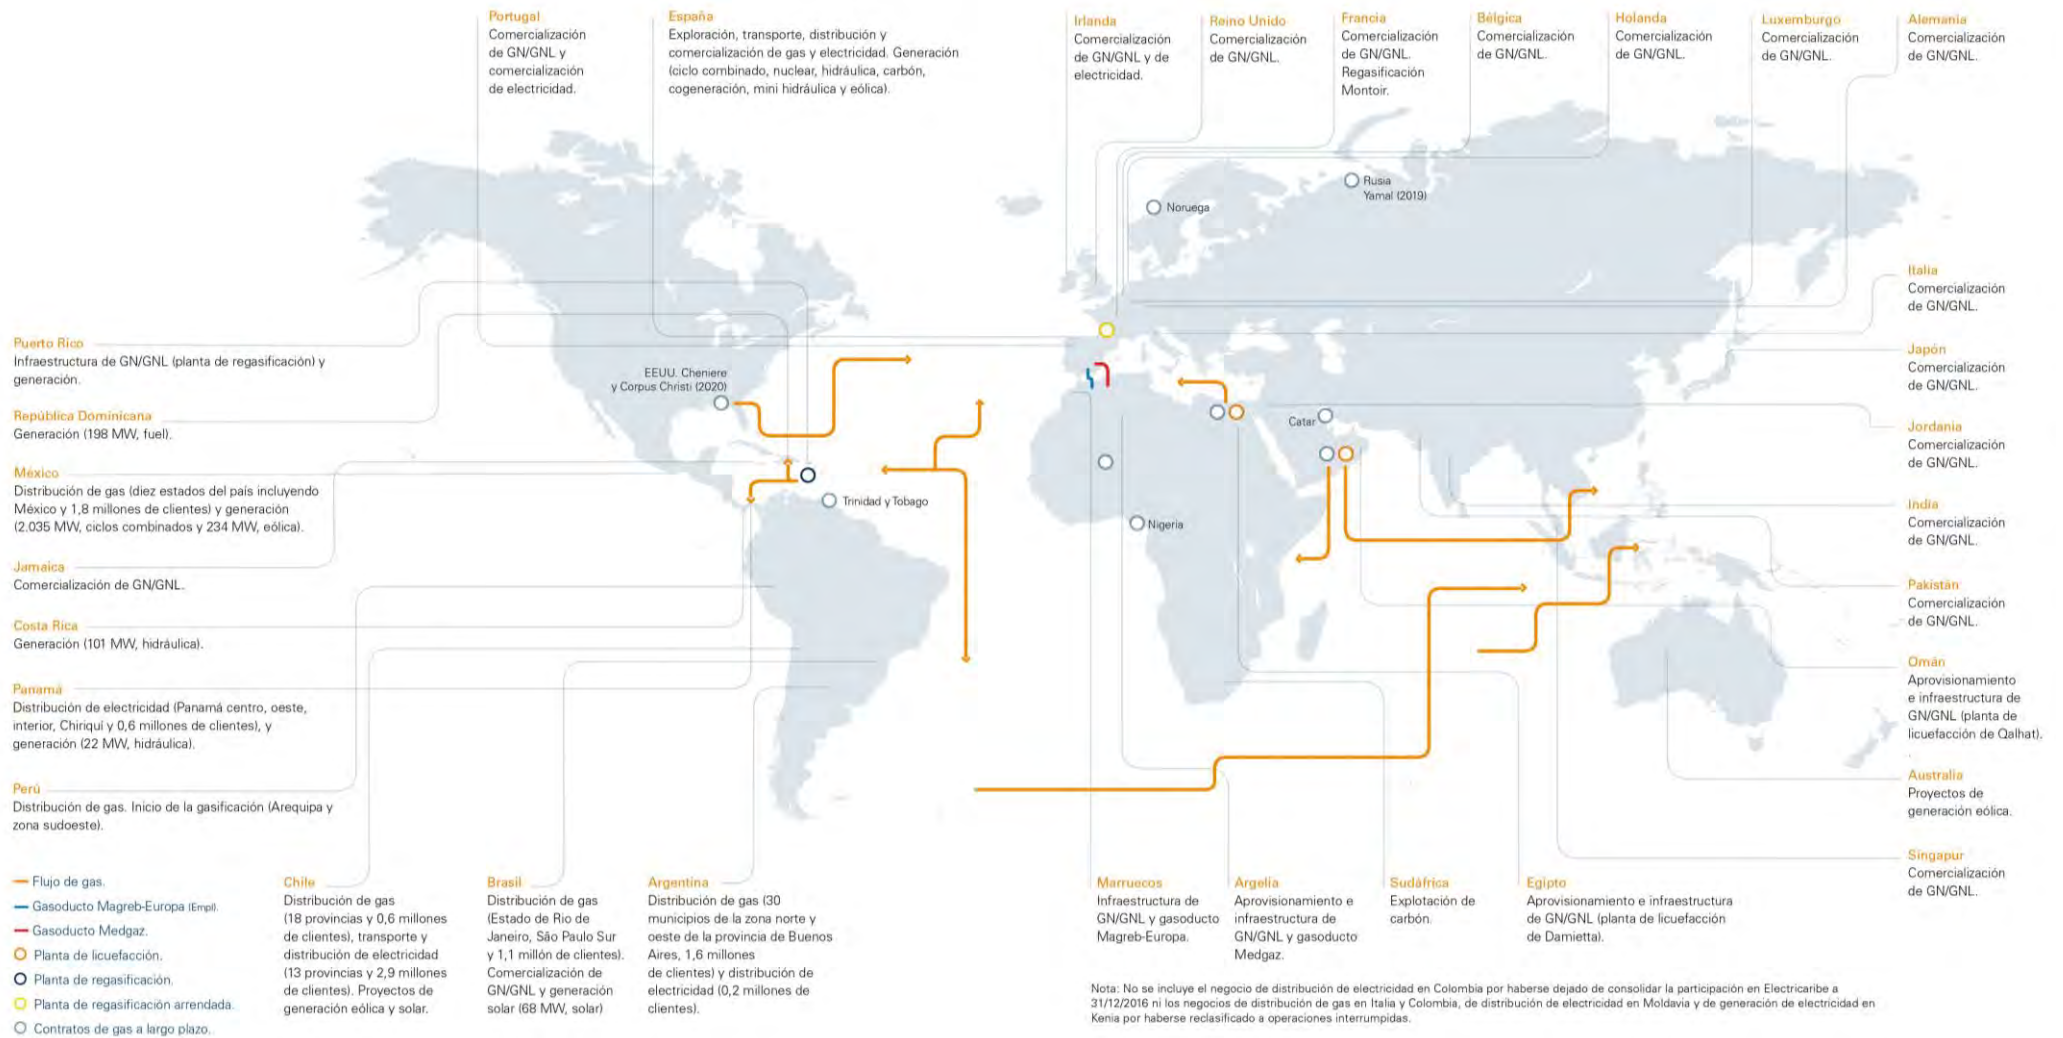 Portugal
Comercialización
de GN/GNL y
comercialización
de electricidad.
España
Exploración, transporte, distribución y
comercialización de gas y electricidad. Generación
(ciclo combinado, nuclear, hidráulica, carbón,
cogeneración, mini hidráulica y eólica).
Irlanda
Comercialización
de GN/GNL y de
electricidad.
Reino Unido
Comercialización
de GN/GNL.
Francia
Comercialización
de GN/GNL.
Regasificación
Montoir.
Bélgica
Comercialización
de GN/GNL.
Holanda
Comercialización
de GN/GNL.
Luxemburgo
Comercialización
de GN/GNL.
Alemania
Comercialización
de GN/GNL.
Rusia
Yamal (2019)
Noruega
Italia
Comercialización
de GN/GNL.
Puerto Rico
Infraestructura de GN/GNL (planta de regasificación) y
generación.
EEUU. Cheniere
y Corpus Christi (2020)
Japón
Comercialización
de GN/GNL.
República Dominicana
Generación (198 MW, fuel).
Catar
Jordania
Comercialización
de GN/GNL.
México
Distribución de gas (diez estados del país incluyendo
México y 1,8 millones de clientes) y generación
(2.035 MW, ciclos combinados y 234 MW, eólica).
Trinidad y Tobago
Nigeria
India
Comercialización
de GN/GNL.
Jamaica
Comercialización de GN/GNL.
Pakistán
Comercialización
de GN/GNL.
Costa Rica
Generación (101 MW, hidráulica).
Omán
Aprovisionamiento
e infraestructura de
GN/GNL (planta de
licuefacción de Qalhat).
.
Panamá
Distribución de electricidad (Panamá centro, oeste,
interior, Chiriquí y 0,6 millones de clientes), y
generación (22 MW, hidráulica).
Australia
Proyectos de
generación eólica.
Perú
Distribución de gas. Inicio de la gasificación (Arequipa y
zona sudoeste).
Singapur
Comercialización
de GN/GNL.
Flujo de gas.
Gasoducto Magreb-Europa (Empl).
Gasoducto Medgaz.
Planta de licuefacción.
Planta de regasificación.
Planta de regasificación arrendada.
Contratos de gas a largo plazo.
Chile
Distribución de gas
(18 provincias y 0,6 millones
de clientes), transporte y
distribución de electricidad
(13 provincias y 2,9 millones
de clientes). Proyectos de
generación eólica y solar.
Brasil
Distribución de gas
(Estado de Rio de
Janeiro, São Paulo Sur
y 1,1 millón de clientes).
Comercialización de
GN/GNL y generación
solar (68 MW, solar)
Argentina
Distribución de gas (30
municipios de la zona norte y
oeste de la provincia de Buenos
Aires, 1,6 millones
de clientes) y distribución de
electricidad (0,2 millones de
clientes).
Marruecos
Infraestructura de
GN/GNL y gasoducto
Magreb-Europa.
Argelia
Aprovisionamiento e
infraestructura de
GN/GNL y gasoducto
Medgaz.
Sudáfrica
Explotación de
carbón.
Egipto
Aprovisionamiento e infraestructura
de GN/GNL (planta de licuefacción
de Damietta).
Nota: No se incluye el negocio de distribución de electricidad en Colombia por haberse dejado de consolidar la participación en Electricaribe a
31/12/2016 ni los negocios de distribución de gas en Italia y Colombia, de distribución de electricidad en Moldavia y de generación de electricidad en
Kenia por haberse reclasificado a operaciones interrumpidas.